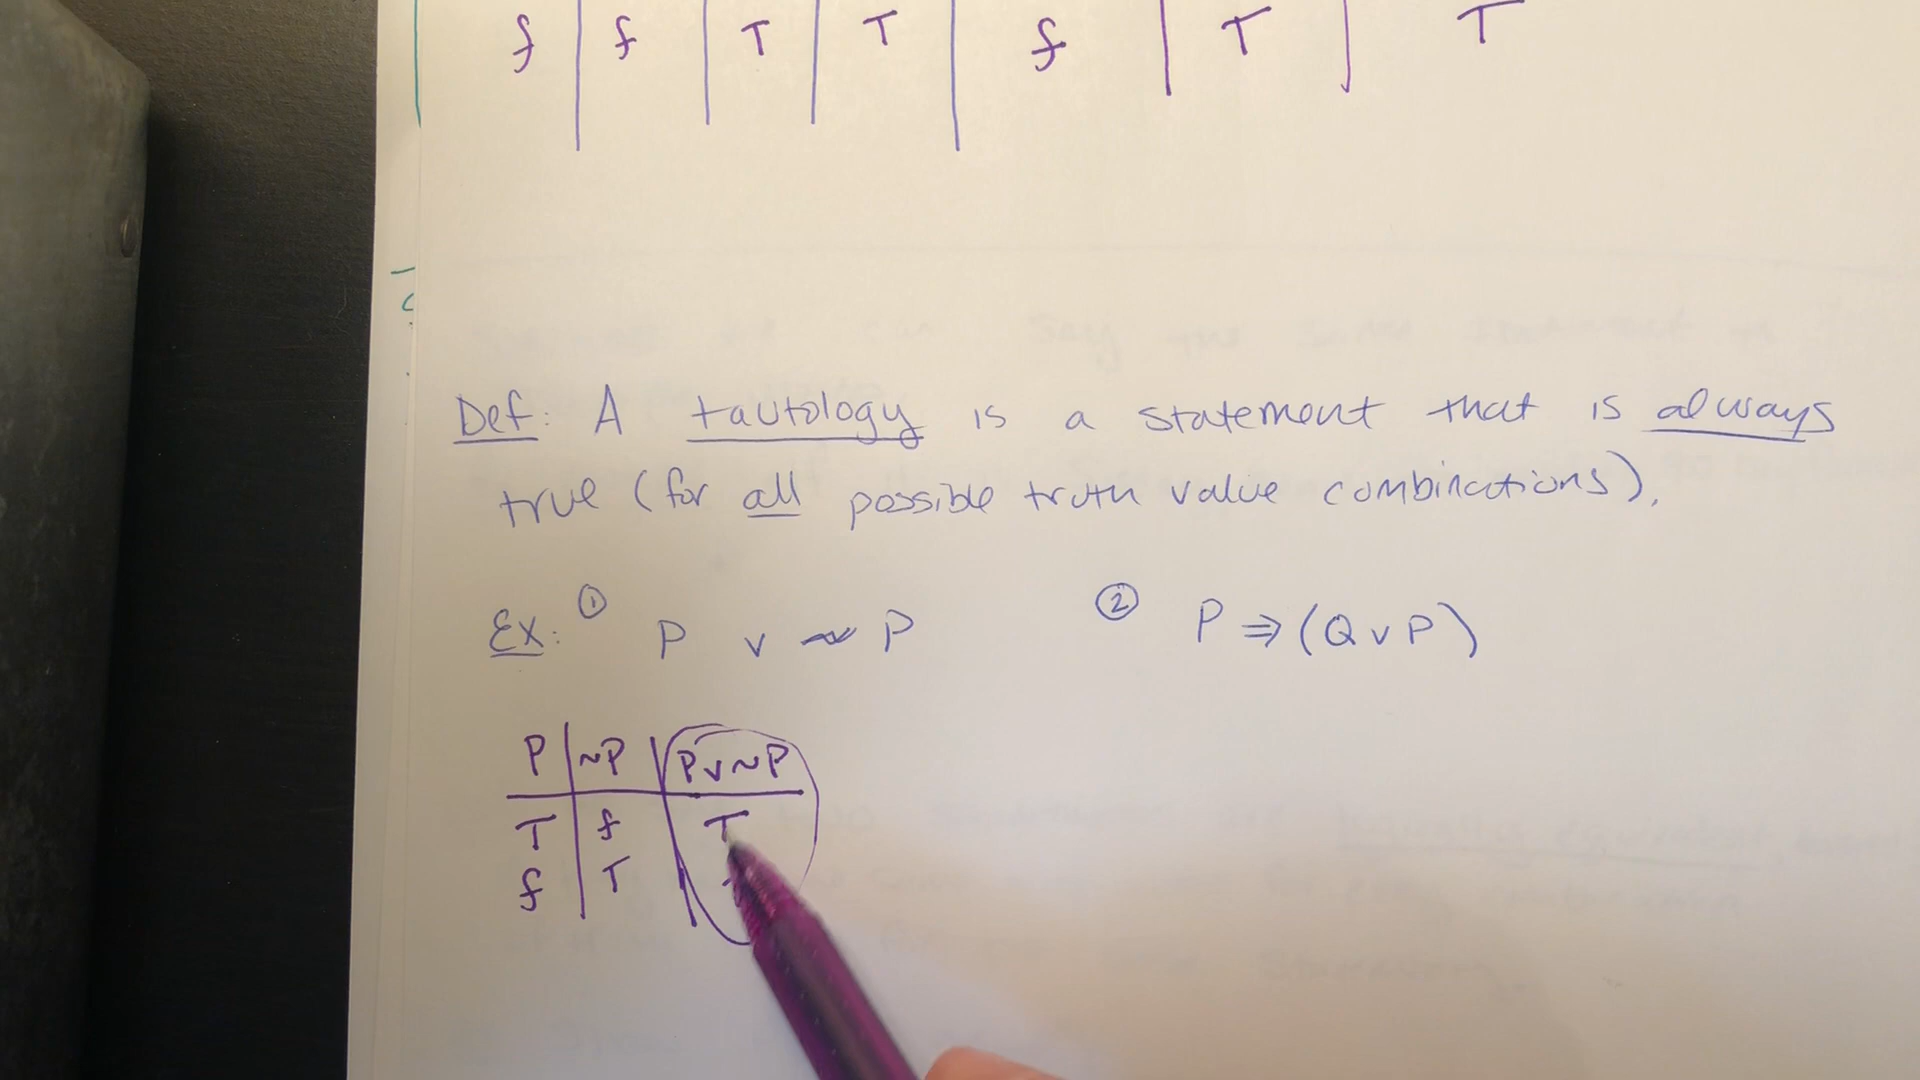 f | f | T | T | f | T | T
Def: A tautology is a statement that is always
true (for all possible truth value combinations).
Ex: ① P ∨ ~P ② P ⇒ (Q ∨ P)
P | ~P | P∨~P
T | f | T
f | T